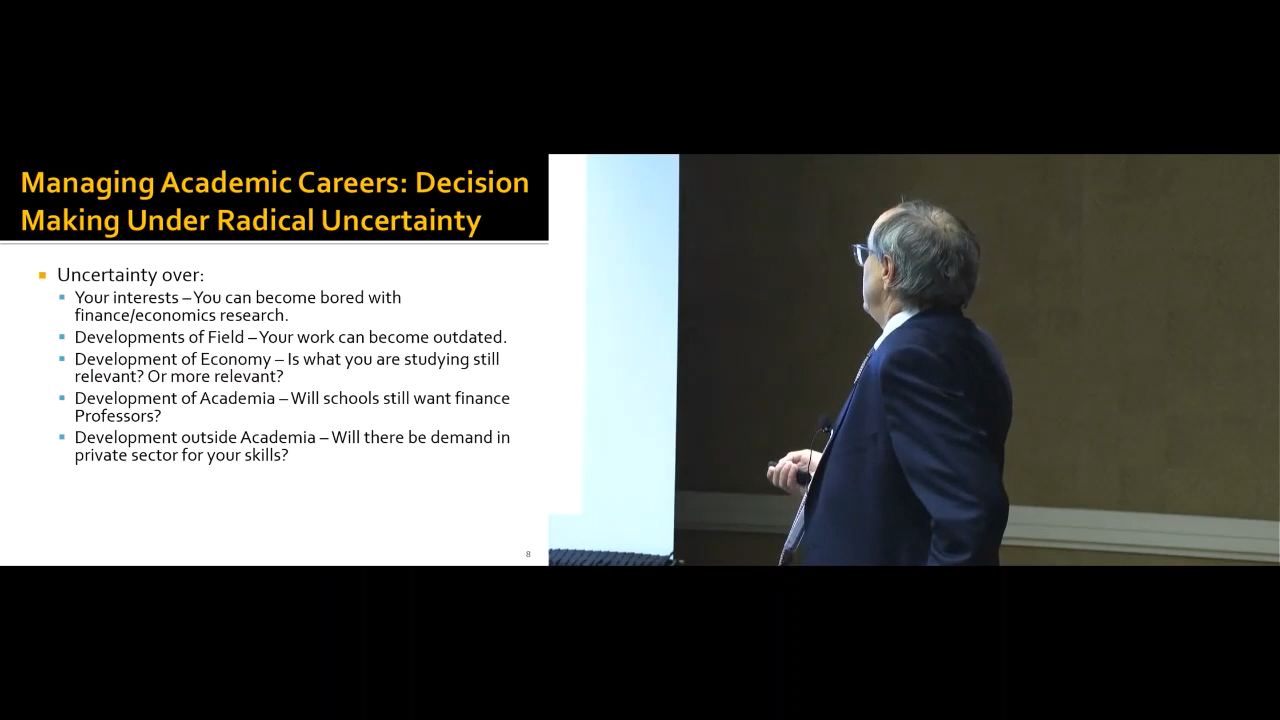 Managing Academic Careers: Decision
Making Under Radical Uncertainty
Uncertainty over:
Your interests – You can become bored with
finance/economics research.
Developments of Field – Your work can become outdated.
Development of Economy – Is what you are studying still
relevant? Or more relevant?
Development of Academia – Will schools still want finance
Professors?
Development outside Academia – Will there be demand in
private sector for your skills?
8